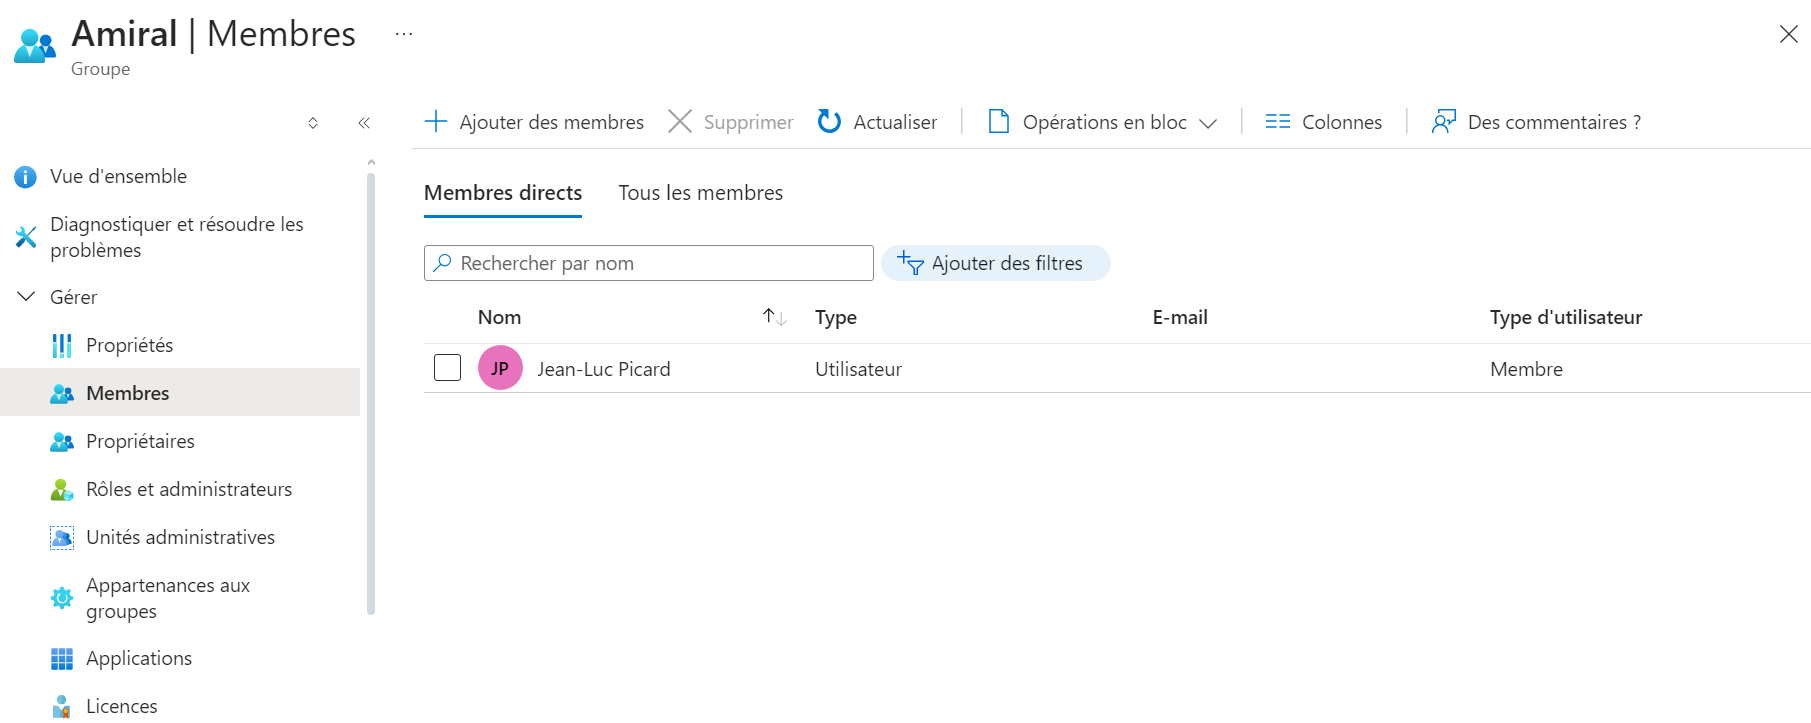 Amiral | Membres ...
Groupe
Ajouter des membres Supprimer Actualiser Opérations en bloc Colonnes Des commentaires ?
Vue d'ensemble
Diagnostiquer et résoudre les
problèmes
Gérer
Propriétés
Membres
Propriétaires
Rôles et administrateurs
Unités administratives
Appartenances aux
groupes
Applications
Licences
Membres directs Tous les membres
Rechercher par nom Ajouter des filtres
Nom Type E-mail Type d'utilisateur
JP Jean-Luc Picard Utilisateur Membre